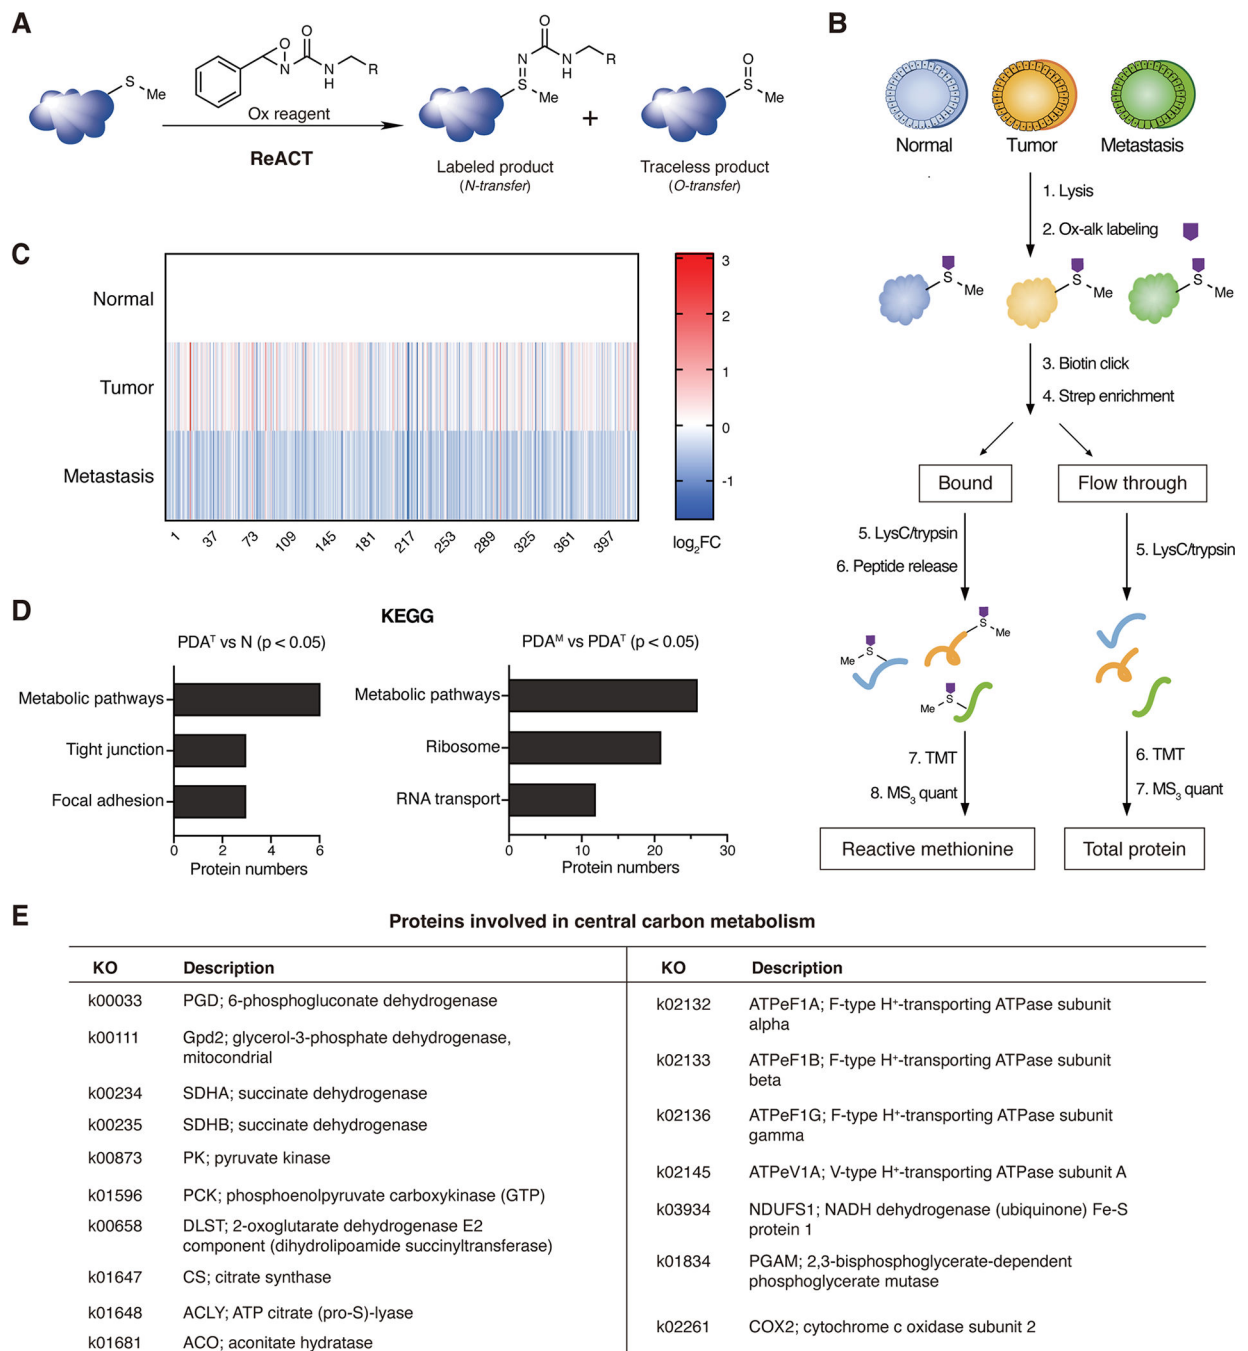 A
S
Me
O
N
O
N
H
R
Ox reagent
ReACT
O
N
N
H
R
S
Me
Labeled product
(N-transfer)
+
O
S
Me
Traceless product
(O-transfer)
B
Normal
Tumor
Metastasis
1. Lysis
2. Ox-alk labeling
S
Me
S
Me
S
Me
3. Biotin click
4. Strep enrichment
Bound
Flow through
5. LysC/trypsin
6. Peptide release
5. LysC/trypsin
S
Me
Me
S
Me
S
7. TMT
8. MS3 quant
6. TMT
7. MS3 quant
Reactive methionine
Total protein
C
Normal
Tumor
Metastasis
1 37 73 109 145 181 217 253 289 325 361 397
3
2
1
0
-1
log2FC
D
KEGG
PDAT vs N (p < 0.05)
Metabolic pathways
Tight junction
Focal adhesion
0 2 4 6
Protein numbers
PDAM vs PDAT (p < 0.05)
Metabolic pathways
Ribosome
RNA transport
0 10 20 30
Protein numbers
E
Proteins involved in central carbon metabolism
KO Description
k00033 PGD; 6-phosphogluconate dehydrogenase
k00111 Gpd2; glycerol-3-phosphate dehydrogenase,
mitocondrial
k00234 SDHA; succinate dehydrogenase
k00235 SDHB; succinate dehydrogenase
k00873 PK; pyruvate kinase
k01596 PCK; phosphoenolpyruvate carboxykinase (GTP)
k00658 DLST; 2-oxoglutarate dehydrogenase E2
component (dihydrolipoamide succinyltransferase)
k01647 CS; citrate synthase
k01648 ACLY; ATP citrate (pro-S)-lyase
k01681 ACO; aconitate hydratase
KO Description
k02132 ATPeF1A; F-type H+-transporting ATPase subunit
alpha
k02133 ATPeF1B; F-type H+-transporting ATPase subunit
beta
k02136 ATPeF1G; F-type H+-transporting ATPase subunit
gamma
k02145 ATPeV1A; V-type H+-transporting ATPase subunit A
k03934 NDUFS1; NADH dehydrogenase (ubiquinone) Fe-S
protein 1
k01834 PGAM; 2,3-bisphosphoglycerate-dependent
phosphoglycerate mutase
k02261 COX2; cytochrome c oxidase subunit 2